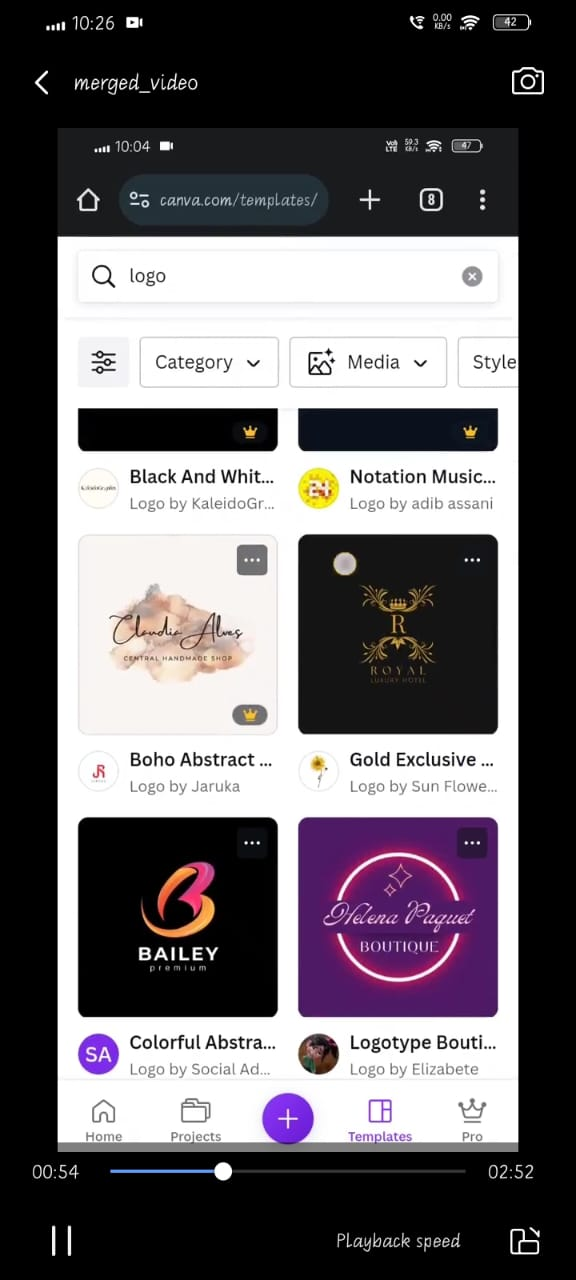 10:26
0.00
KB/s
42
merged_video
10:04
Vo)
LTE
59.3
KB/s
47
canva.com/templates/
8
logo
Category
Media
Style
Black And Whit...
Logo by KaleidoGr...
Notation Music...
Logo by adib assani
Claudia Alves
CENTRAL HANDMADE SHOP
R
ROYAL
LUXURY HOTEL
Boho Abstract ...
Logo by Jaruka
Gold Exclusive ...
Logo by Sun Flowe...
BAILEY
premium
Helena Paquet
BOUTIQUE
SA
Colorful Abstra...
Logo by Social Ad...
Logotype Bouti...
Logo by Elizabete
Home
Projects
Templates
Pro
00:54
02:52
Playback speed